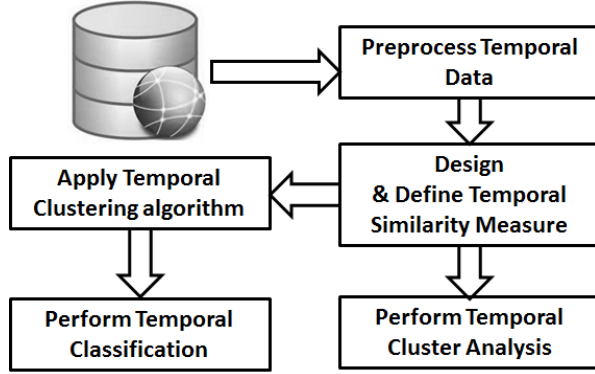 Preprocess Temporal
Data
Design
& Define Temporal
Similarity Measure
Apply Temporal
Clustering algorithm
Perform Temporal
Classification
Perform Temporal
Cluster Analysis